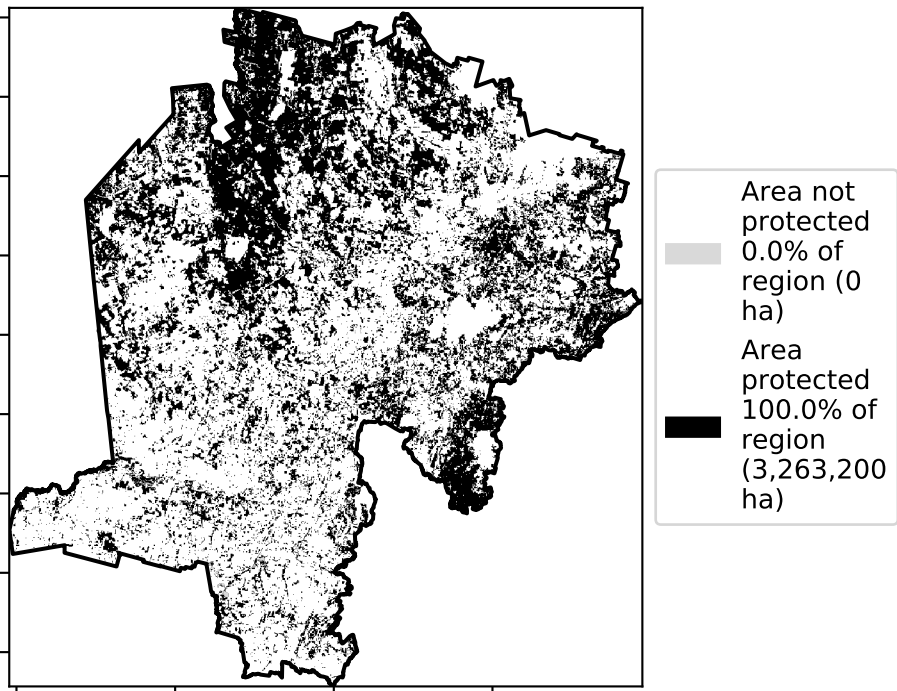 Area not
protected
0.0% of
region (0
ha)
Area
protected
100.0% of
region
(3,263,200
ha)